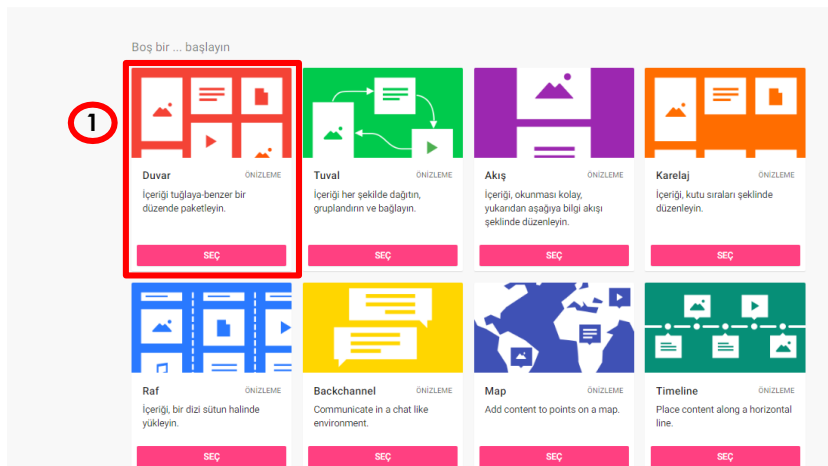 Boş bir ... başlayın
1
Duvar ÖNİZLEME
İçeriği tuğlaya-benzer bir
düzende paketleyin.
SEÇ
Tuval ÖNİZLEME
İçeriği her şekilde dağıtın,
gruplandırın ve bağlayın.
SEÇ
Akış ÖNİZLEME
İçeriği, okunması kolay,
yukarıdan aşağıya bilgi akışı
şeklinde düzenleyin.
SEÇ
Karelaj ÖNİZLEME
İçeriği, kutu sıraları şeklinde
düzenleyin.
SEÇ
Raf ÖNİZLEME
İçeriği, bir dizi sütun halinde
yükleyin.
SEÇ
Backchannel ÖNİZLEME
Communicate in a chat like
environment.
SEÇ
Map ÖNİZLEME
Add content to points on a map.
SEÇ
Timeline ÖNİZLEME
Place content along a horizontal
line.
SEÇ